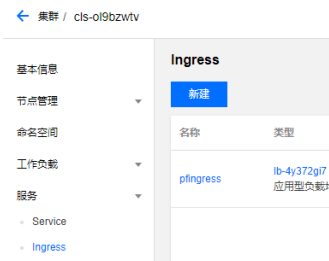 集群 / cls-ol9bzwtv
基本信息
节点管理
命名空间
工作负载
服务
Service
Ingress
Ingress
新建
名称 类型
pfingress lb-4y372gi7
应用型负载